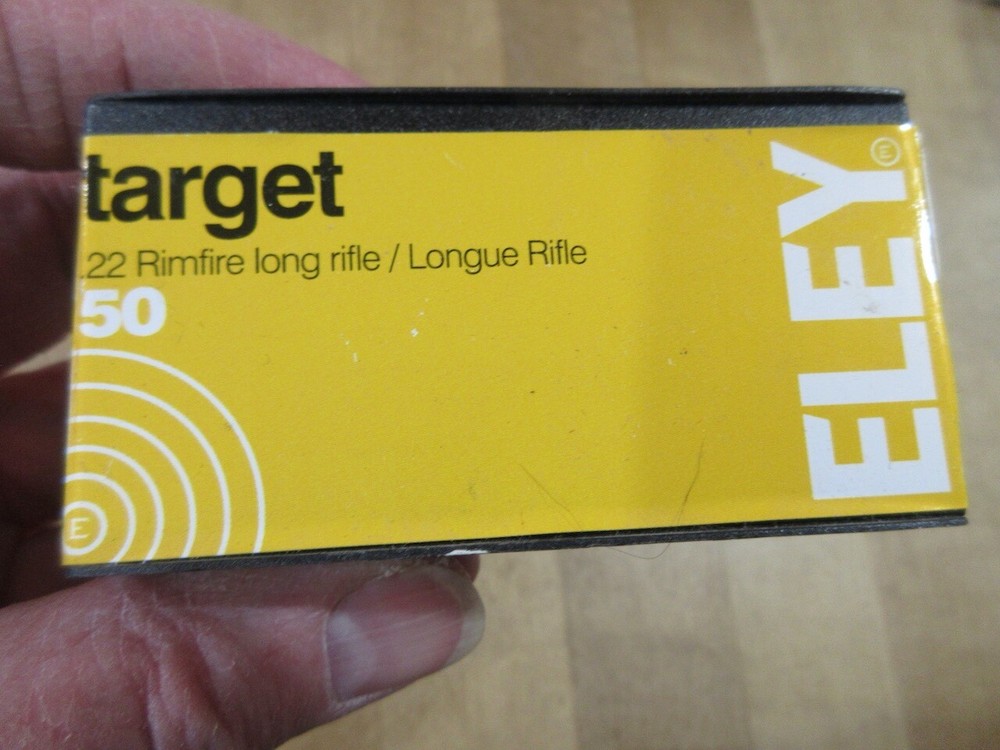 target
.22 Rimfire long rifle / Longue Rifle
50
E
ELEY
E